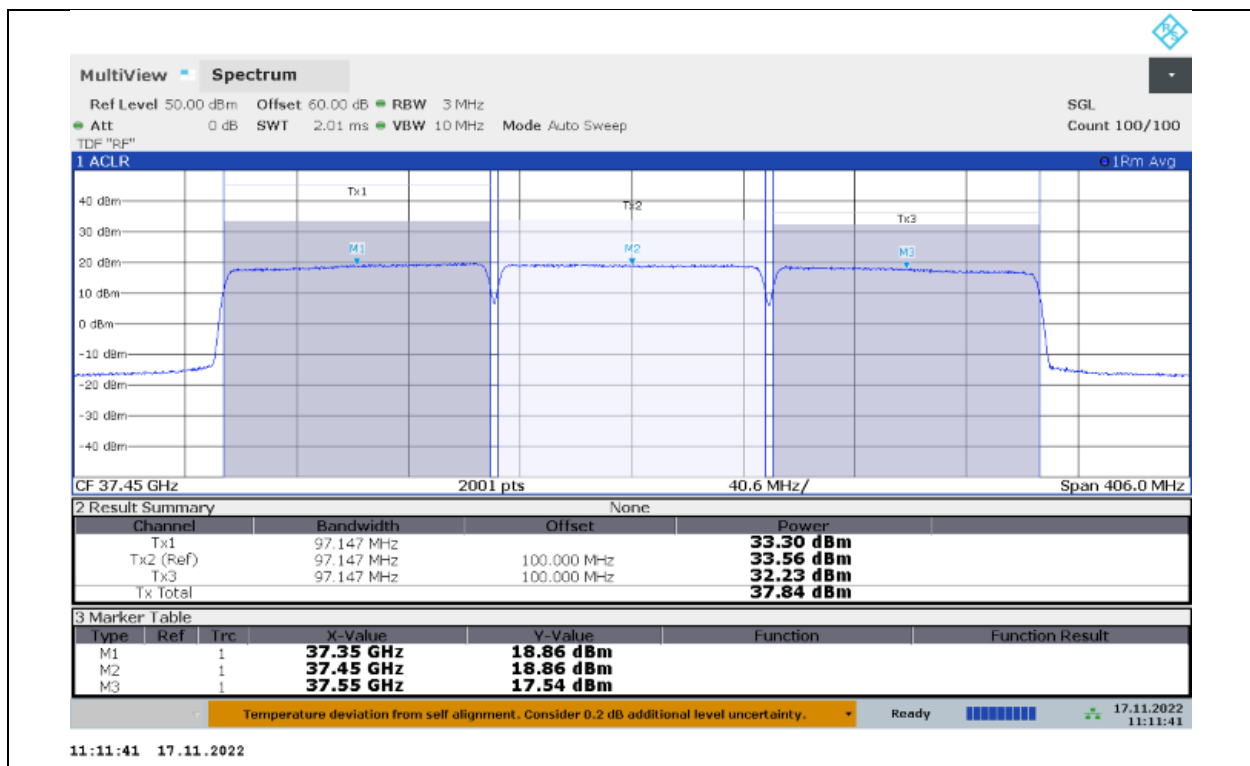 R&S
MultiView Spectrum
Ref Level 50.00 dBm Offset 60.00 dB RBW 3 MHz SGL
Att 0 dB SWT 2.01 ms VBW 10 MHz Mode Auto Sweep Count 100/100
TDF "RF"
1 ACLR 1Rm Avg
Tx1
40 dBm
Tx2
Tx3
30 dBm
M1
M2
M3
20 dBm
10 dBm
0 dBm
-10 dBm
-20 dBm
-30 dBm
-40 dBm
CF 37.45 GHz 2001 pts 40.6 MHz/ Span 406.0 MHz
2 Result Summary None
Channel Bandwidth Offset Power
Tx1 97.147 MHz 33.30 dBm
Tx2 (Ref) 97.147 MHz 100.000 MHz 33.56 dBm
Tx3 97.147 MHz 100.000 MHz 32.23 dBm
Tx Total 37.84 dBm
3 Marker Table
Type Ref Trc X-Value Y-Value Function Function Result
M1 1 37.35 GHz 18.86 dBm
M2 1 37.45 GHz 18.86 dBm
M3 1 37.55 GHz 17.54 dBm
Temperature deviation from self alignment. Consider 0.2 dB additional level uncertainty. Ready 17.11.2022
11:11:41
11:11:41 17.11.2022